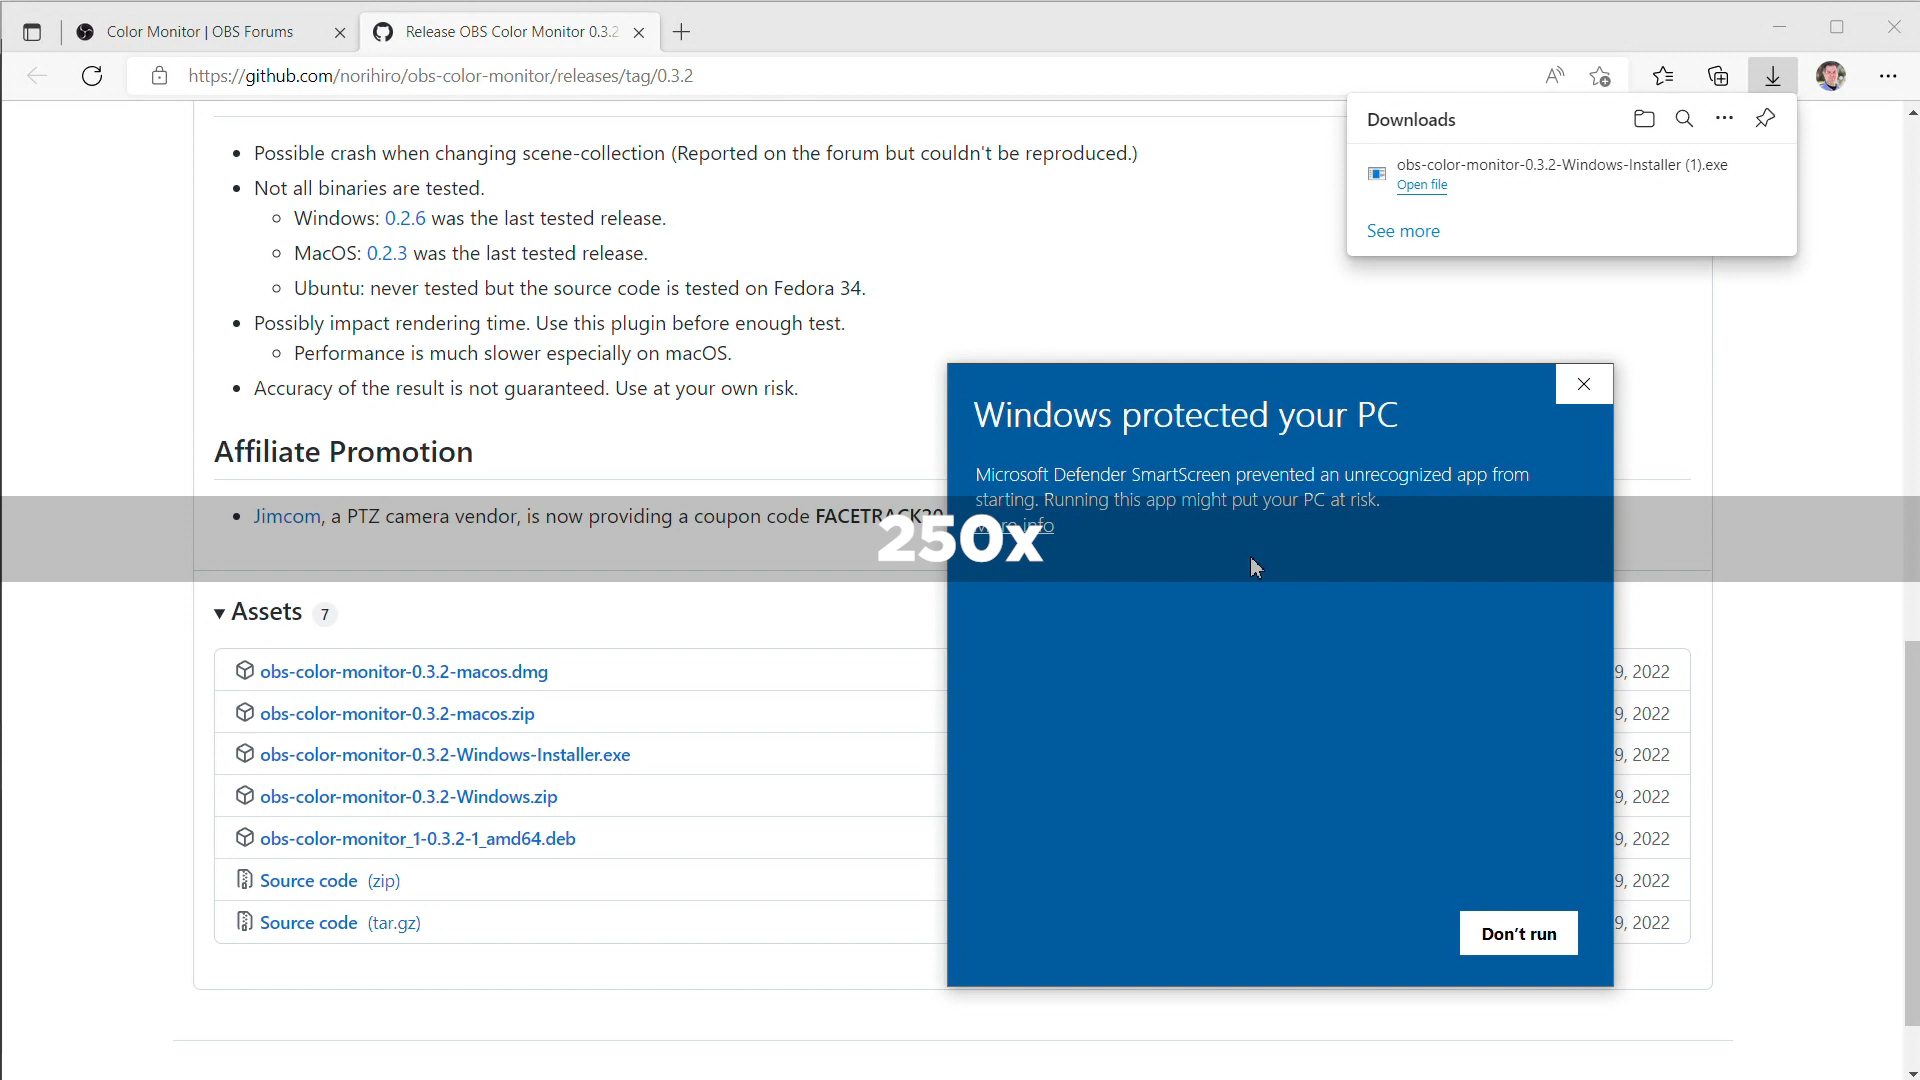 Color Monitor | OBS Forums
Release OBS Color Monitor 0.3.2
https://github.com/norihiro/obs-color-monitor/releases/tag/0.3.2
Downloads
obs-color-monitor-0.3.2-Windows-Installer (1).exe
Open file
See more
Possible crash when changing scene-collection (Reported on the forum but couldn't be reproduced.)
Not all binaries are tested.
Windows: 0.2.6 was the last tested release.
MacOS: 0.2.3 was the last tested release.
Ubuntu: never tested but the source code is tested on Fedora 34.
Possibly impact rendering time. Use this plugin before enough test.
Performance is much slower especially on macOS.
Accuracy of the result is not guaranteed. Use at your own risk.
Affiliate Promotion
Jimcom, a PTZ camera vendor, is now providing a coupon code FACETRACK20
Windows protected your PC
Microsoft Defender SmartScreen prevented an unrecognized app from
starting. Running this app might put your PC at risk.
More info
250x
Don't run
Assets 7
obs-color-monitor-0.3.2-macos.dmg
9, 2022
obs-color-monitor-0.3.2-macos.zip
9, 2022
obs-color-monitor-0.3.2-Windows-Installer.exe
9, 2022
obs-color-monitor-0.3.2-Windows.zip
9, 2022
obs-color-monitor_1-0.3.2-1_amd64.deb
9, 2022
Source code (zip)
9, 2022
Source code (tar.gz)
9, 2022